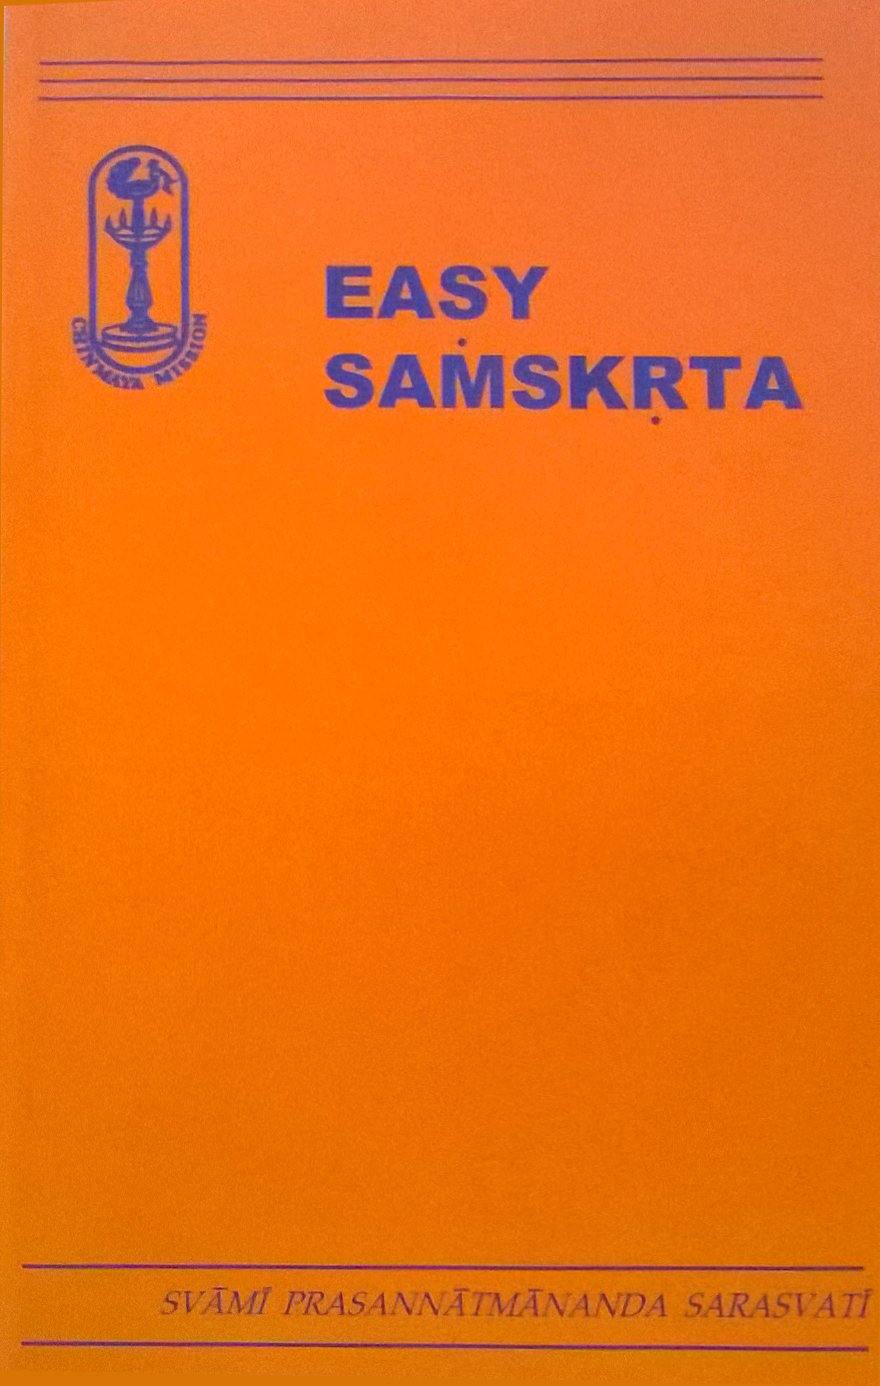 CHINMAYA MISSION
EASY
SAṀSKṚTA
SVĀMĪ PRASANNĀTMĀNANDA SARASVATĪ